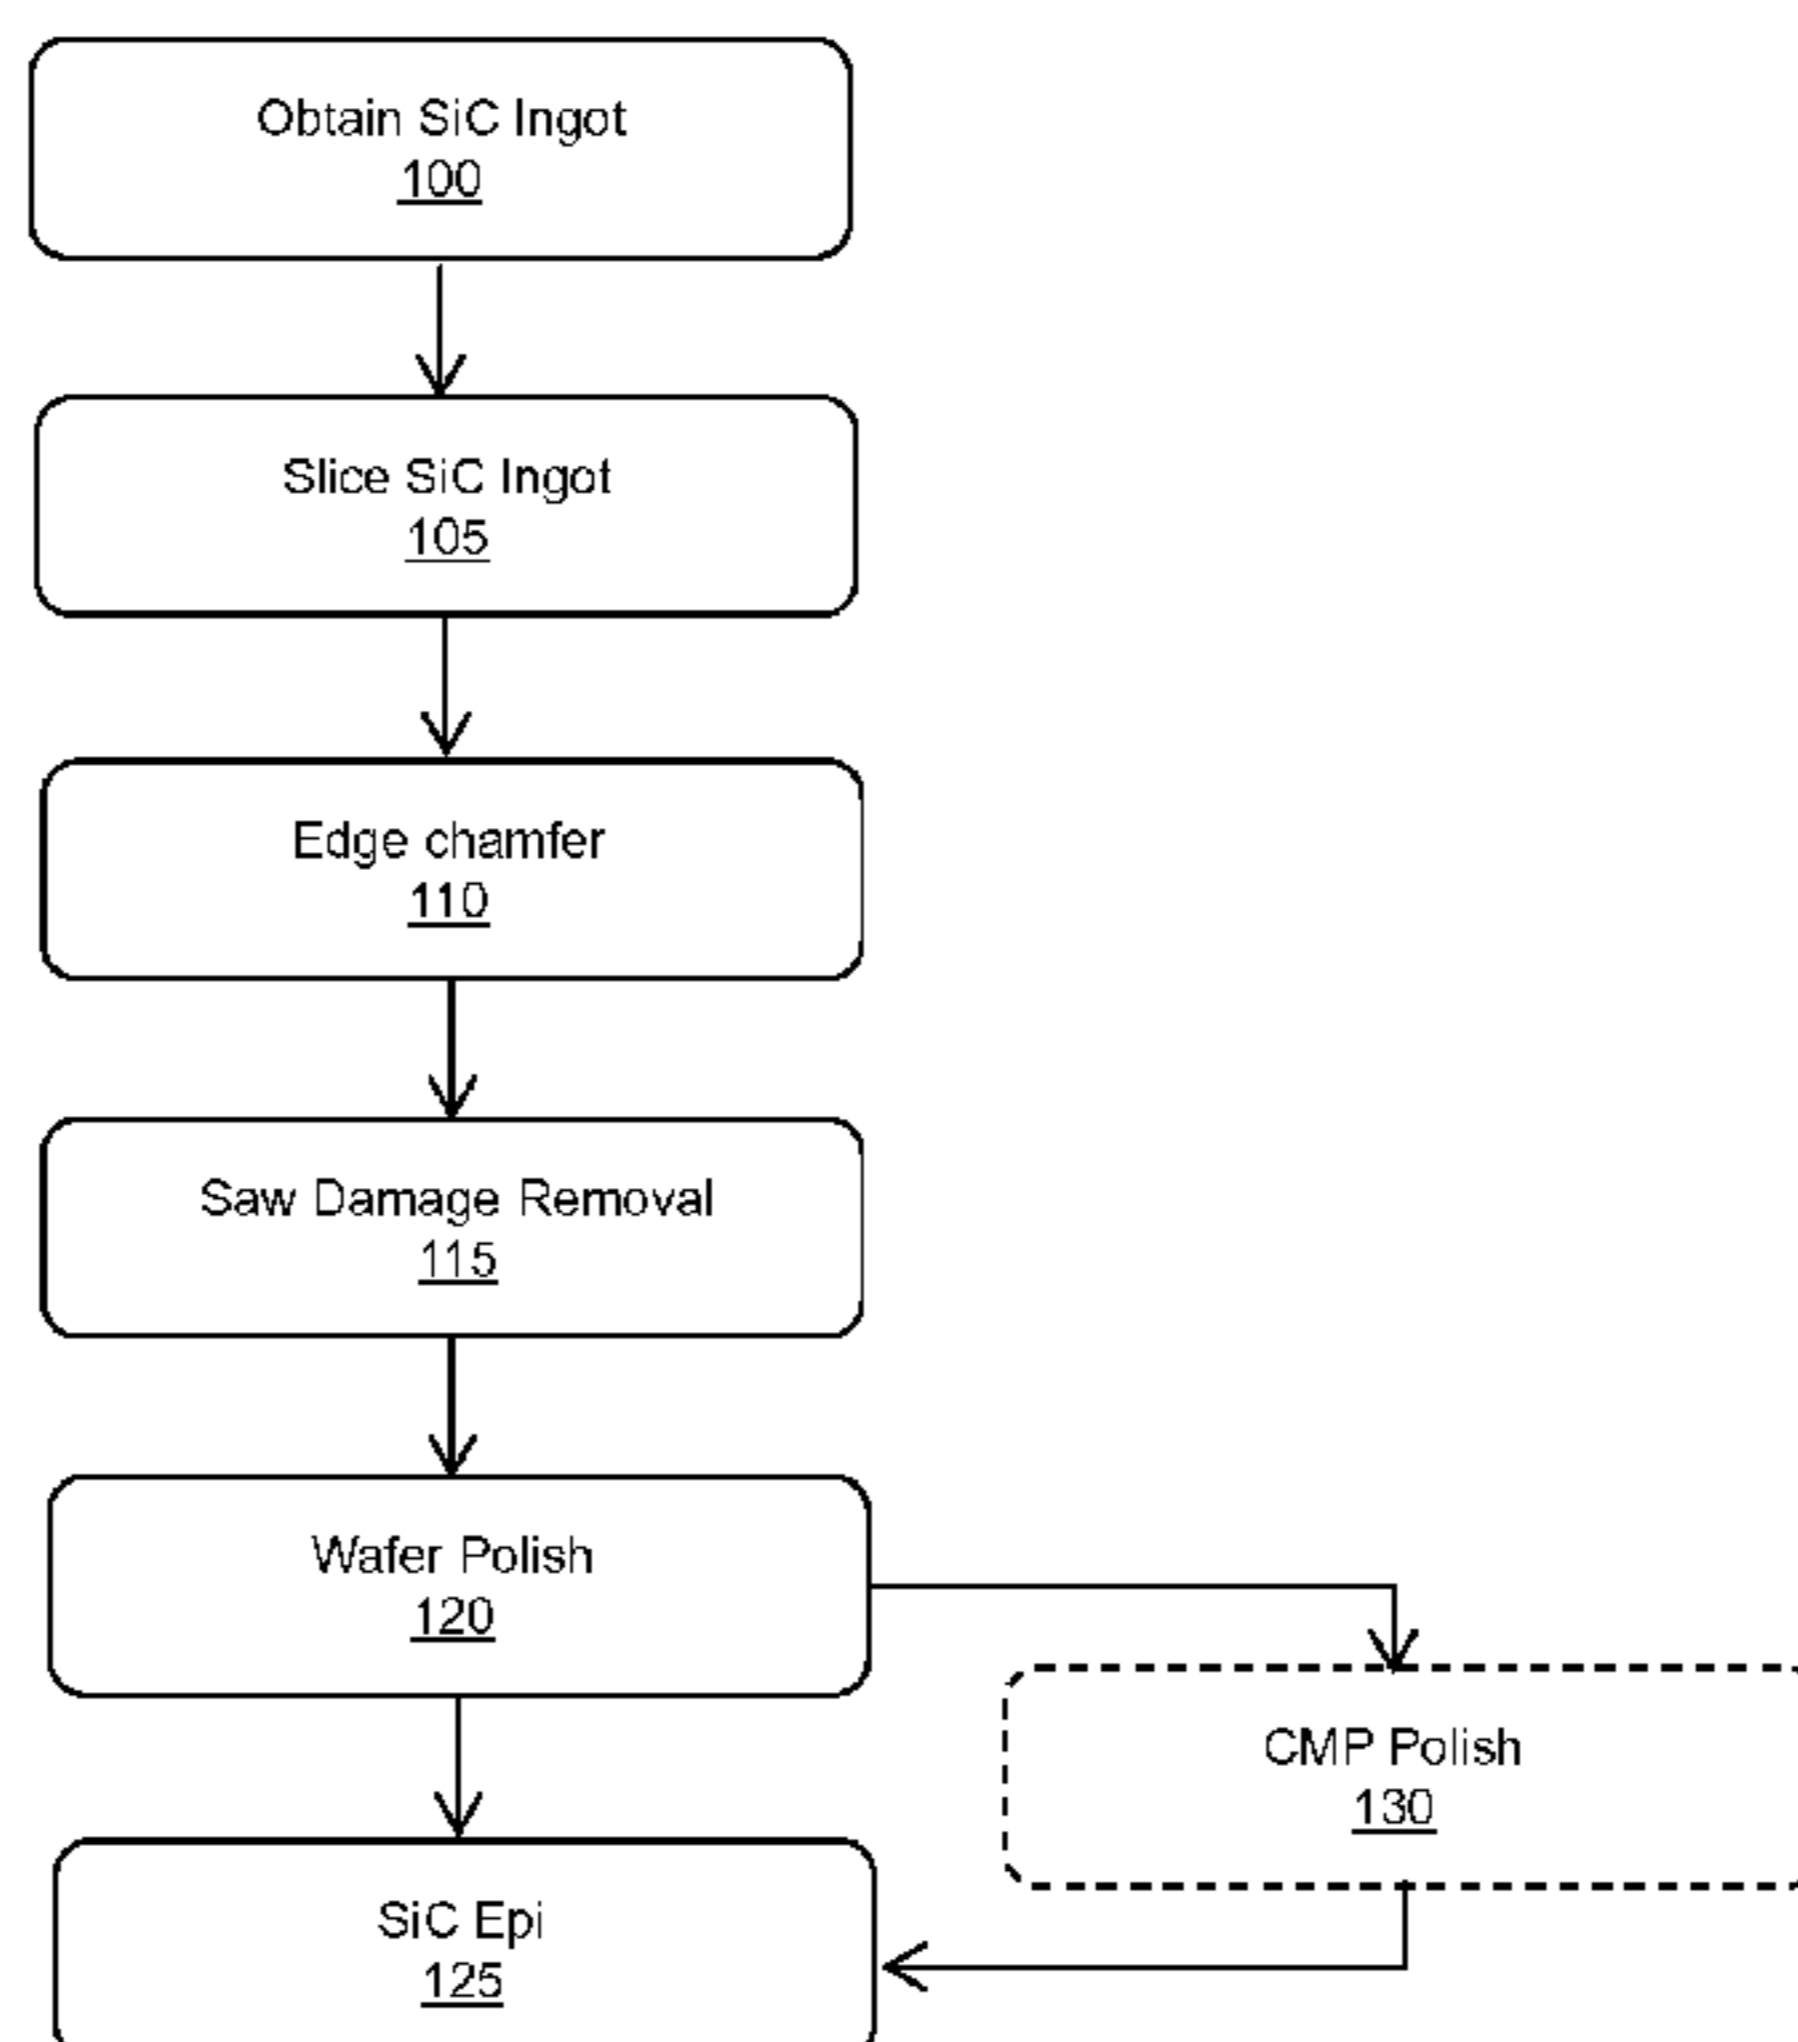 Obtain SiC Ingot
100
Slice SiC Ingot
105
Edge chamfer
110
Saw Damage Removal
115
Wafer Polish
120
CMP Polish
130
SiC Epi
125